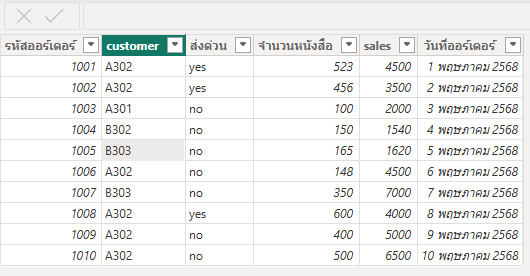 รหัสออร์เดอร์ customer ส่งด่วน จำนวนหนังสือ sales วันที่ออร์เดอร์
1001 A302 yes 523 4500 1 พฤษภาคม 2568
1002 A302 yes 456 3500 2 พฤษภาคม 2568
1003 A301 no 100 2000 3 พฤษภาคม 2568
1004 B302 no 150 1540 4 พฤษภาคม 2568
1005 B303 no 165 1620 5 พฤษภาคม 2568
1006 A302 no 148 4500 6 พฤษภาคม 2568
1007 B303 no 350 7000 7 พฤษภาคม 2568
1008 A302 yes 600 4000 8 พฤษภาคม 2568
1009 A302 no 400 5000 9 พฤษภาคม 2568
1010 A302 no 500 6500 10 พฤษภาคม 2568